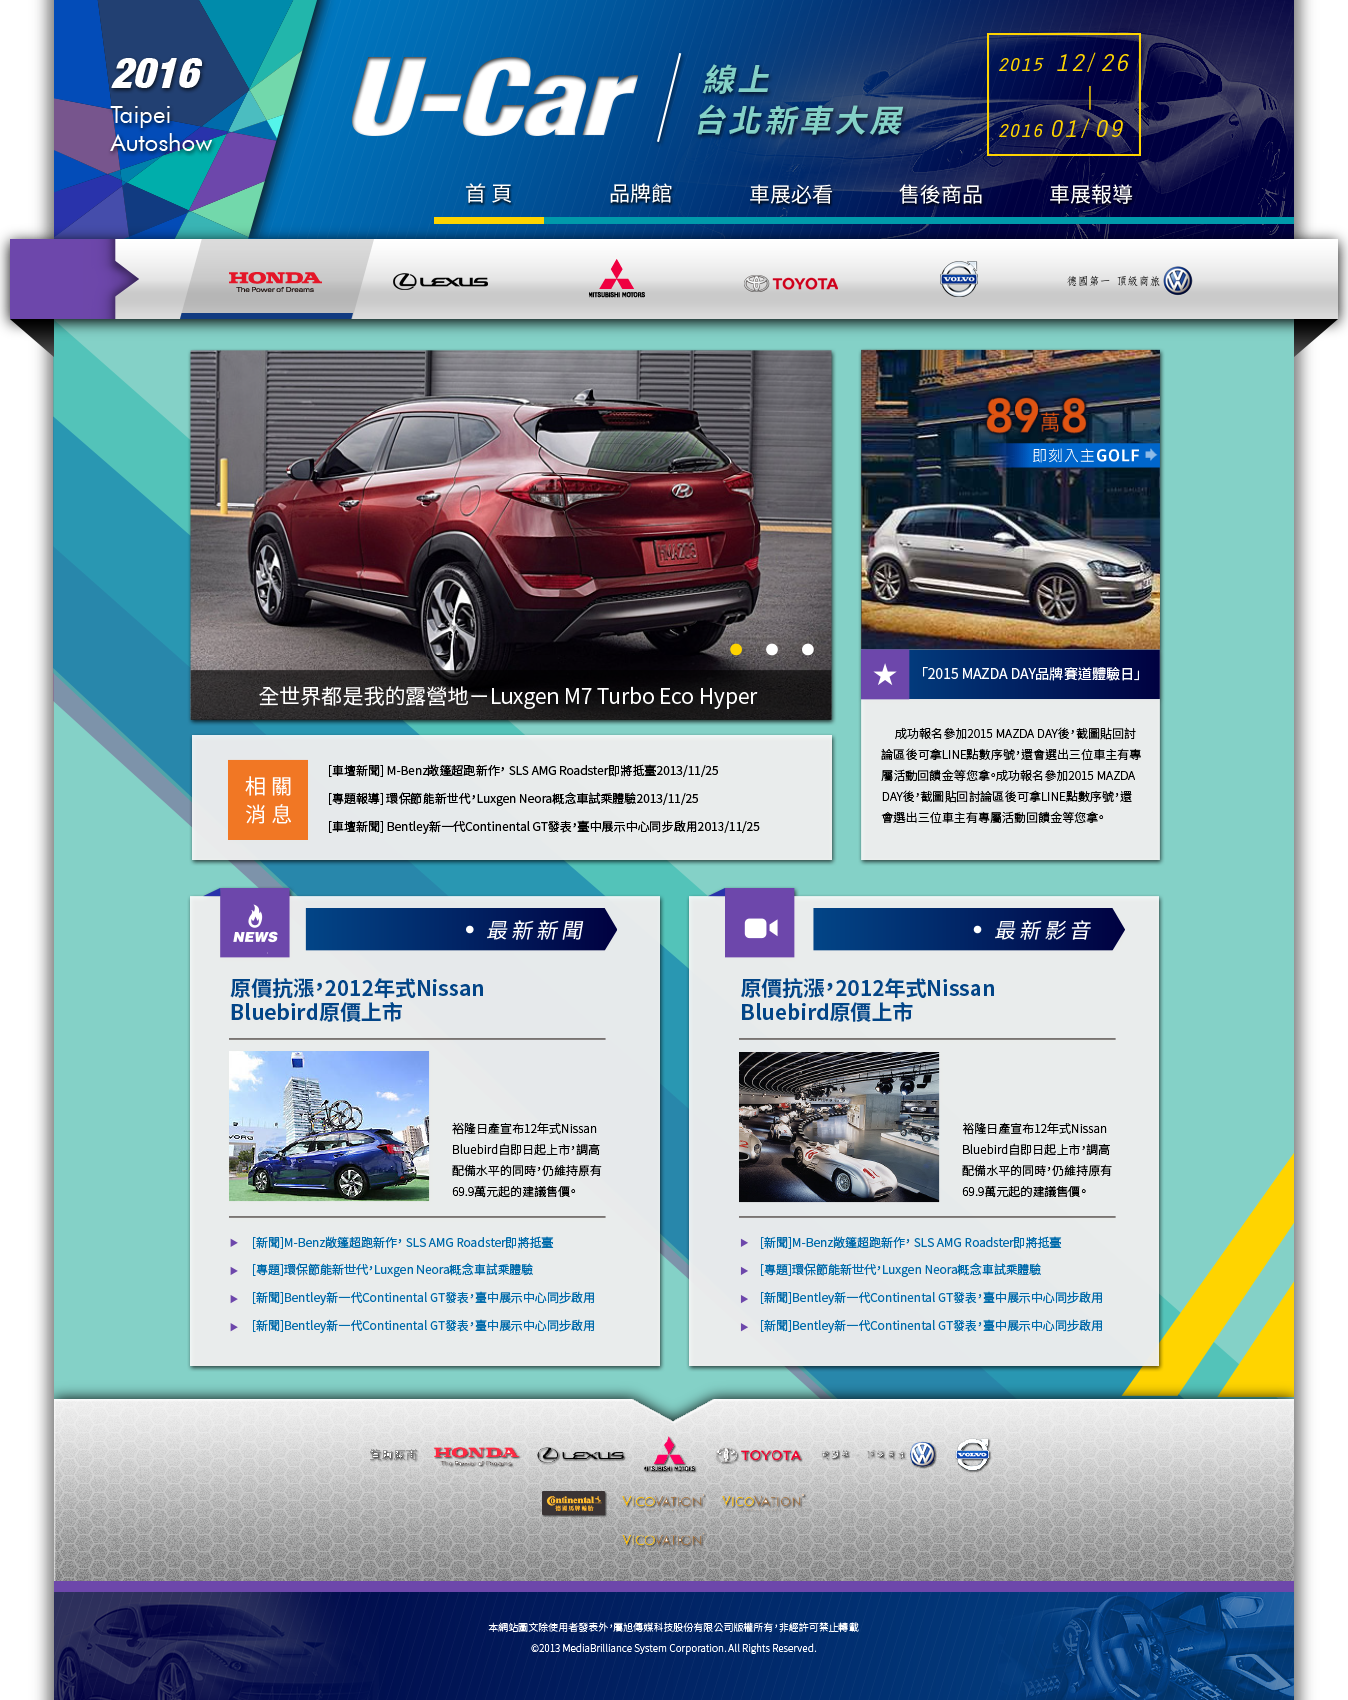 2016
Taipei
Autoshow
U-Car
線上
台北新車大展
2015 12/26
2016 01/09
首頁 品牌館 車展必看 售後商品 車展報導
HONDA
The Power of Dreams
LEXUS
MITSUBISHI MOTORS
TOYOTA
VOLVO
德國第一 頂級商旅
89萬8
即刻入主GOLF
全世界都是我的露營地－Luxgen M7 Turbo Eco Hyper
「2015 MAZDA DAY品牌賽道體驗日」
成功報名參加2015 MAZDA DAY後，截圖貼回討
論區後可拿LINE點數序號，還會選出三位車主有專
屬活動回饋金等您拿。成功報名參加2015 MAZDA
DAY後，截圖貼回討論區後可拿LINE點數序號，還
會選出三位車主有專屬活動回饋金等您拿。
相關
消息
[車壇新聞] M-Benz敞篷超跑新作， SLS AMG Roadster即將抵臺2013/11/25
[專題報導] 環保節能新世代，Luxgen Neora概念車試乘體驗2013/11/25
[車壇新聞] Bentley新一代Continental GT發表，臺中展示中心同步啟用2013/11/25
NEWS
• 最新新聞
原價抗漲，2012年式Nissan
Bluebird原價上市
裕隆日產宣布12年式Nissan
Bluebird自即日起上市，調高
配備水平的同時，仍維持原有
69.9萬元起的建議售價。
[新聞]M-Benz敞篷超跑新作， SLS AMG Roadster即將抵臺
[專題]環保節能新世代，Luxgen Neora概念車試乘體驗
[新聞]Bentley新一代Continental GT發表，臺中展示中心同步啟用
[新聞]Bentley新一代Continental GT發表，臺中展示中心同步啟用
• 最新影音
原價抗漲，2012年式Nissan
Bluebird原價上市
裕隆日產宣布12年式Nissan
Bluebird自即日起上市，調高
配備水平的同時，仍維持原有
69.9萬元起的建議售價。
[新聞]M-Benz敞篷超跑新作， SLS AMG Roadster即將抵臺
[專題]環保節能新世代，Luxgen Neora概念車試乘體驗
[新聞]Bentley新一代Continental GT發表，臺中展示中心同步啟用
[新聞]Bentley新一代Continental GT發表，臺中展示中心同步啟用
HONDA
The Power of Dreams
LEXUS
MITSUBISHI MOTORS
TOYOTA
VOLVO
Continental
德國馬牌輪胎
VICOVATION
VICOVATION
VICOVATION
本網站圖文除使用者發表外，屬旭傳媒科技股份有限公司版權所有，非經許可禁止轉載
©2013 MediaBrilliance System Corporation. All Rights Reserved.